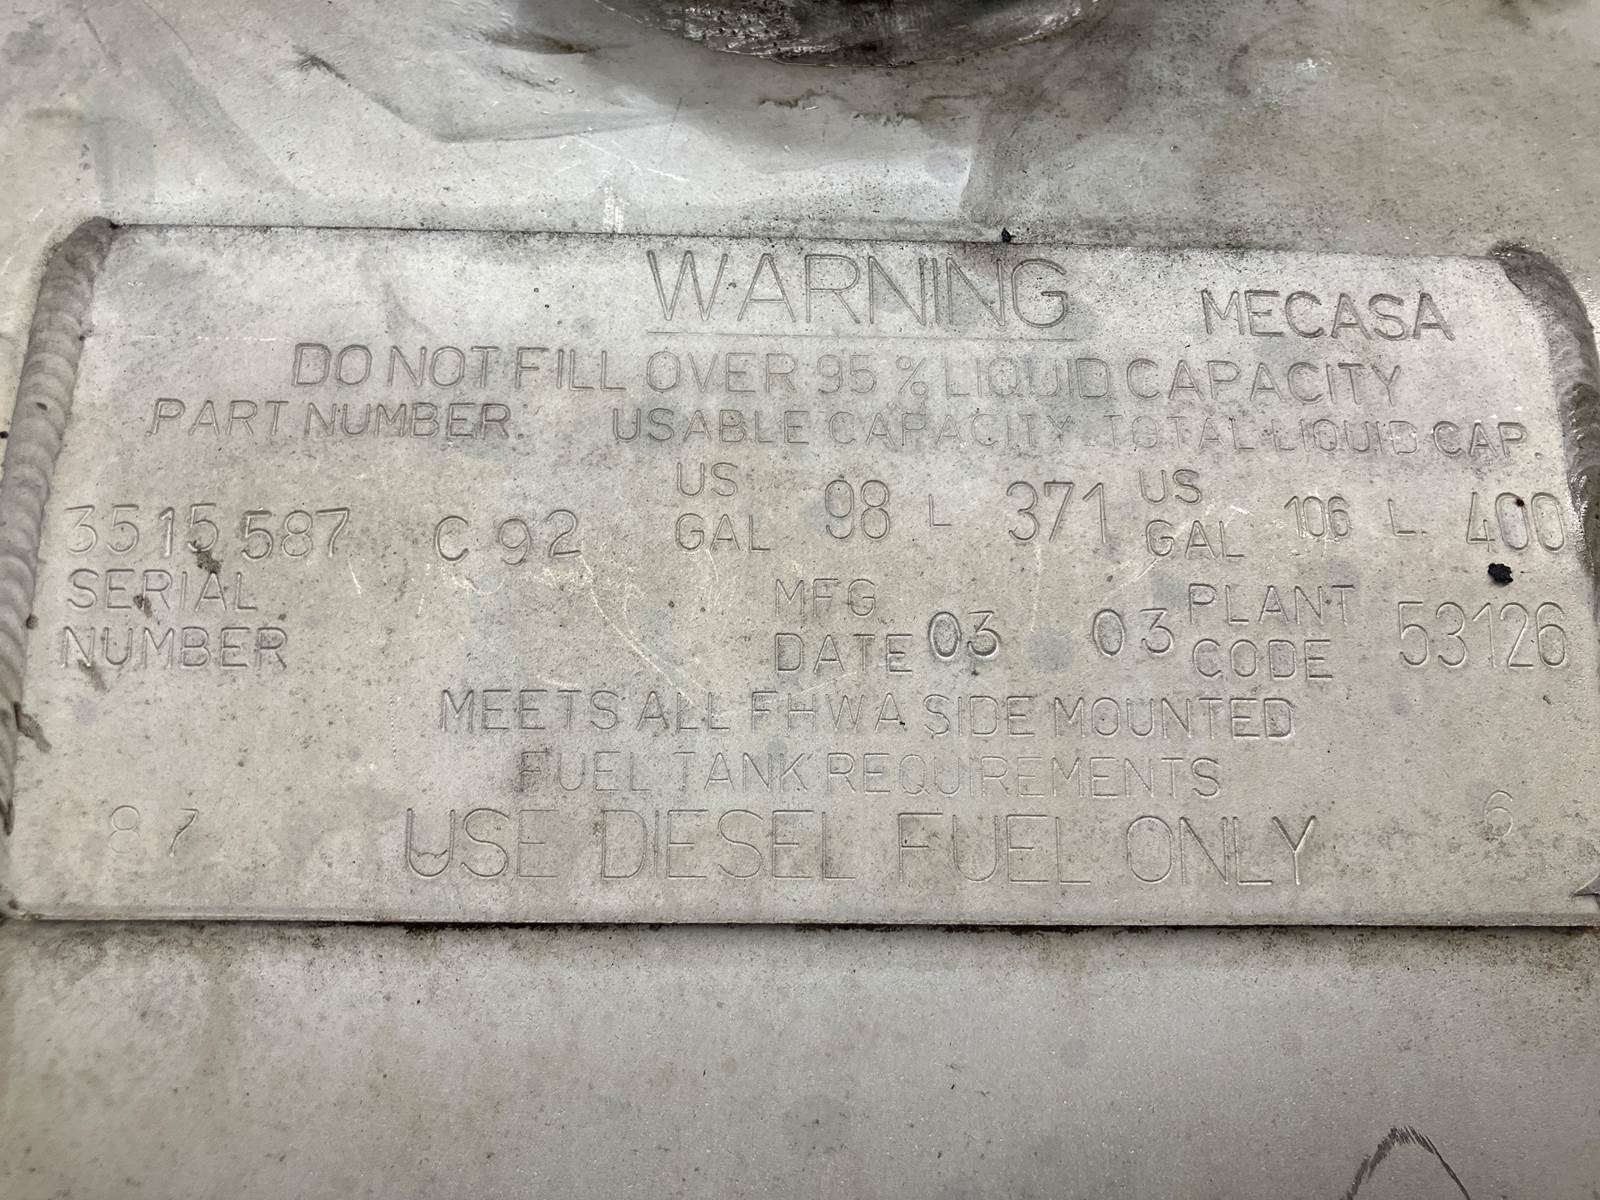 WARNING MECASA
DO NOT FILL OVER 95 % LIQUID CAPACITY
PART NUMBER USABLE CAPACITY TOTAL LIQUID CAP.
3515587 C 92 US GAL 98 L 371 US GAL 106 L. 400
SERIAL NUMBER MFG DATE 03 03 PLANT CODE 53126
MEETS ALL FHWA SIDE MOUNTED
FUEL TANK REQUIREMENTS
87 USE DIESEL FUEL ONLY 6